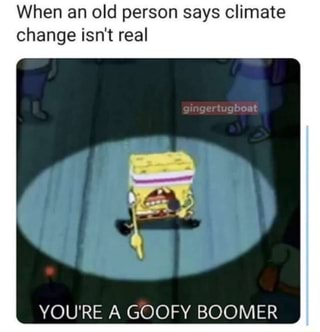 When an old person says climate
change isn't real
gingertugboat
YOU'RE A GOOFY BOOMER